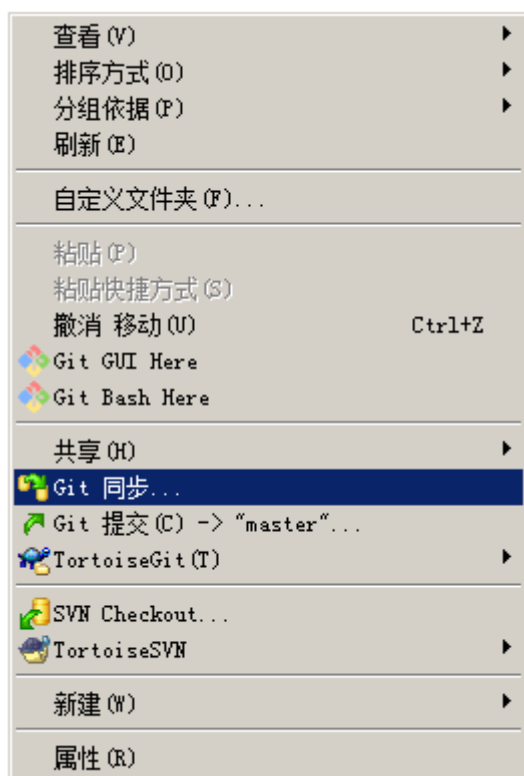 查看(V)
排序方式(O)
分组依据(P)
刷新(E)
自定义文件夹(F)...
粘贴(P)
粘贴快捷方式(S)
撤消 移动(U) Ctrl+Z
Git GUI Here
Git Bash Here
共享(H)
Git 同步...
Git 提交(C) -> "master"...
TortoiseGit(T)
SVN Checkout...
TortoiseSVN
新建(W)
属性(R)